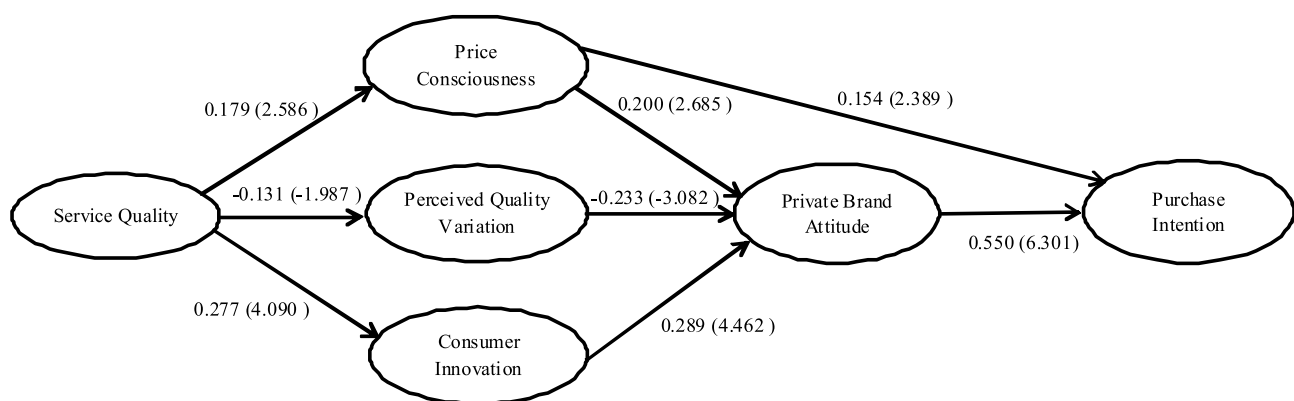 Price
Consciousness
0.179 (2.586 )
0.200 (2.685 )
0.154 (2.389 )
Service Quality
-0.131 (-1.987 )
Perceived Quality
Variation
-0.233 (-3.082 )
Private Brand
Attitude
Purchase
Intention
0.550 (6.301)
0.277 (4.090 )
0.289 (4.462 )
Consumer
Innovation